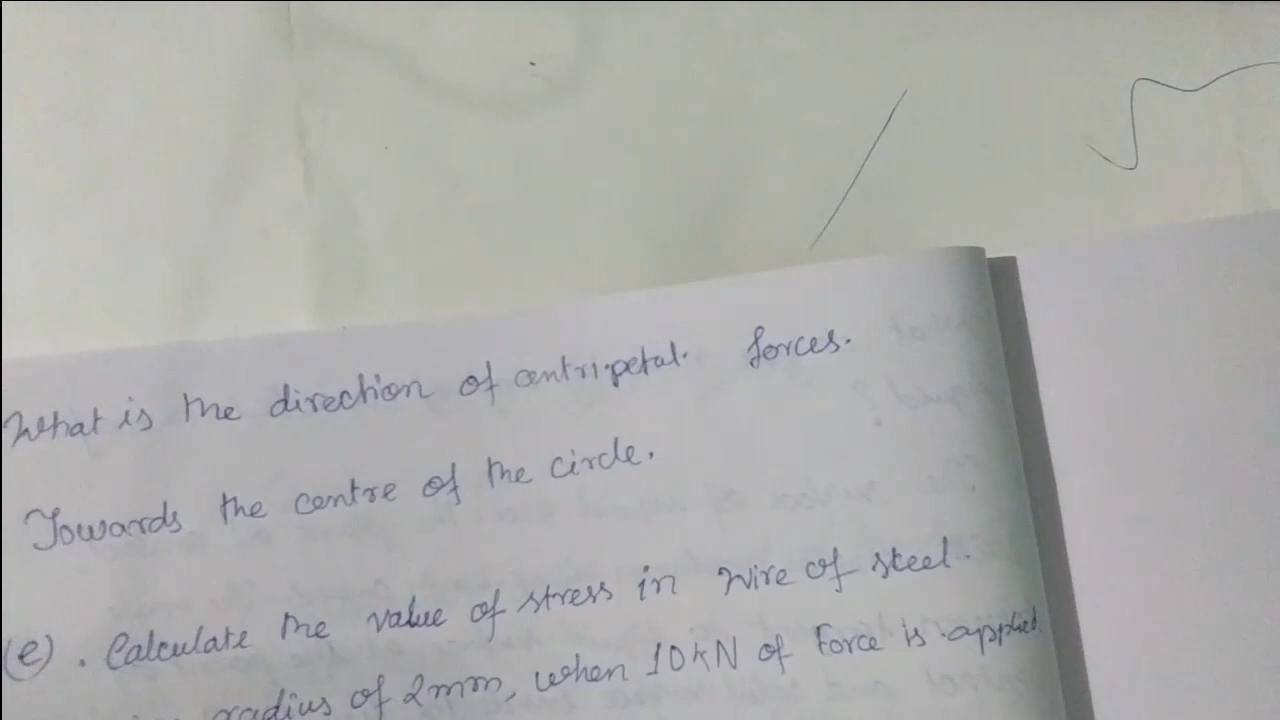 What is the direction of centripetal. forces.
Towards the centre of the circle.
(e). Calculate the value of stress in wire of steel.
radius of 2mm, when 10kN of Force is applied